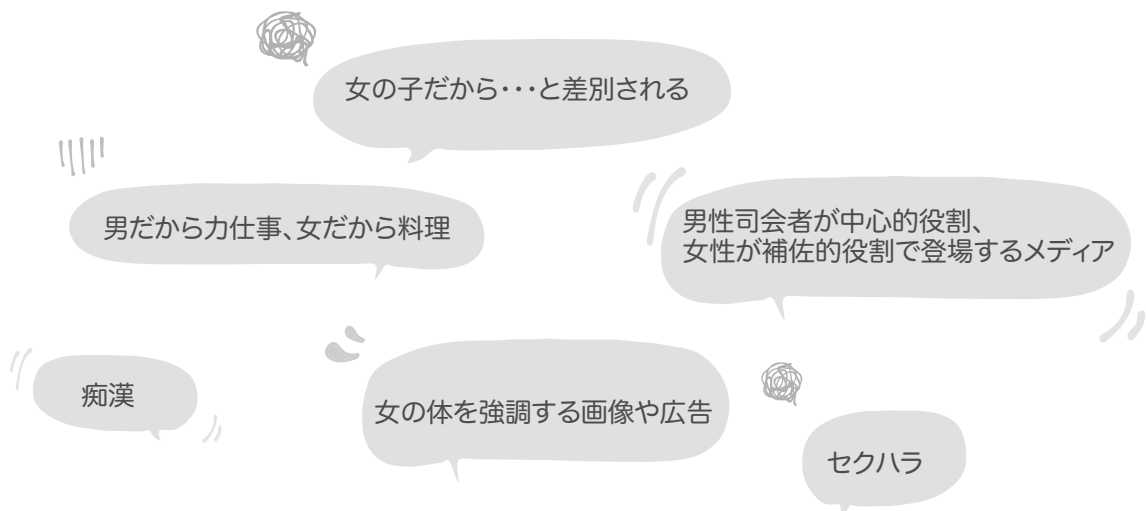 女の子だから・・・と差別される
男だから力仕事、女だから料理
男性司会者が中心的役割、
女性が補佐的役割で登場するメディア
痴漢
女の体を強調する画像や広告
セクハラ